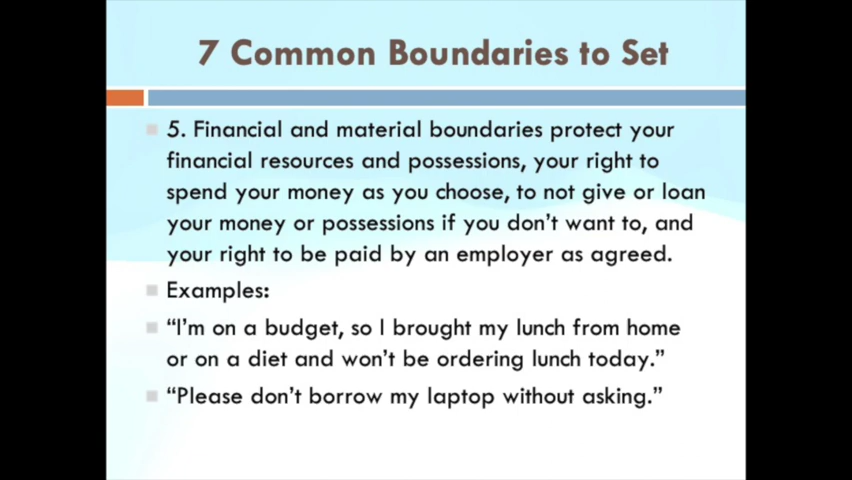 7 Common Boundaries to Set
5. Financial and material boundaries protect your
financial resources and possessions, your right to
spend your money as you choose, to not give or loan
your money or possessions if you don't want to, and
your right to be paid by an employer as agreed.
Examples:
“I'm on a budget, so I brought my lunch from home
or on a diet and won't be ordering lunch today.”
“Please don't borrow my laptop without asking.”